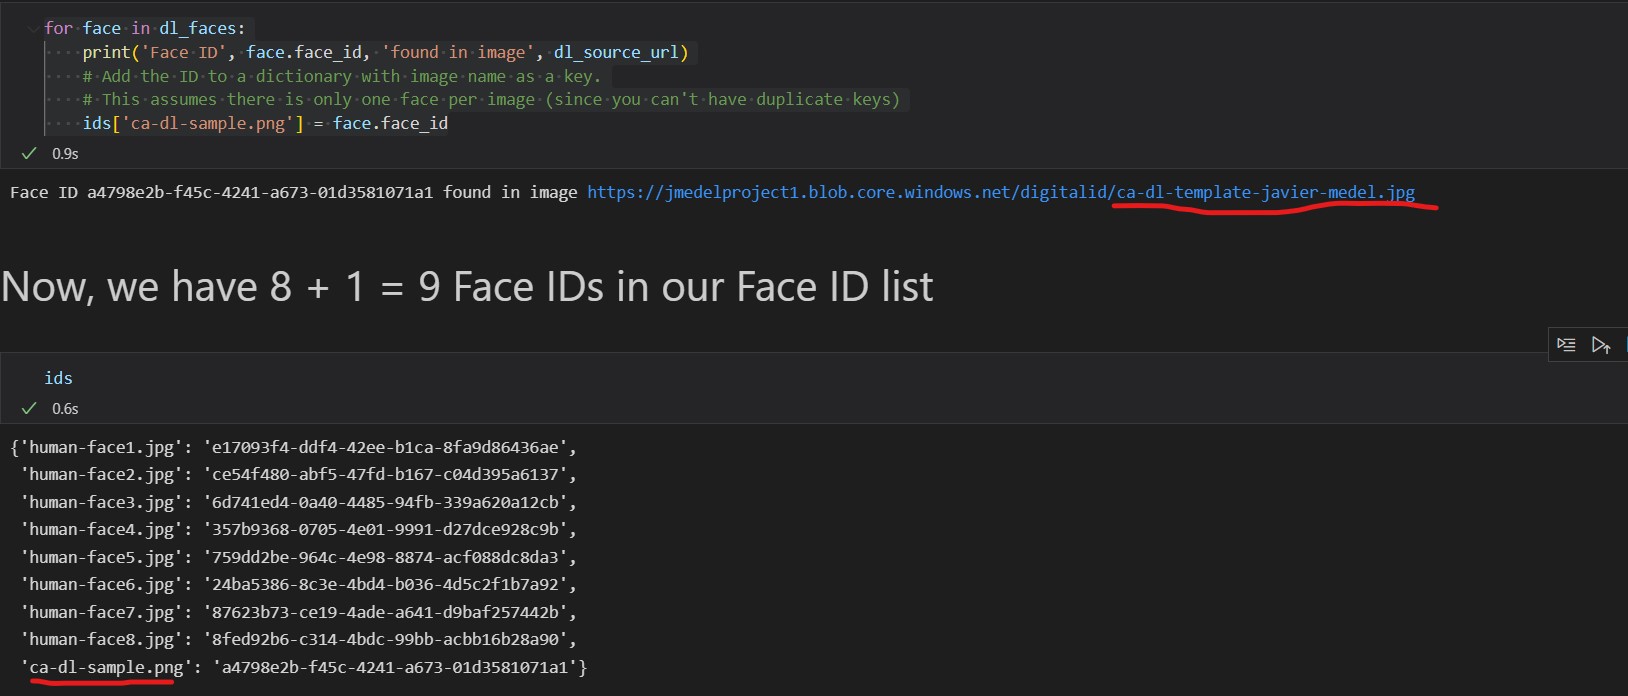 for face in dl_faces:
    print('Face ID', face.face_id, 'found in image', dl_source_url)
    # Add the ID to a dictionary with image name as a key.
    # This assumes there is only one face per image (since you can't have duplicate keys)
    ids['ca-dl-sample.png'] = face.face_id
0.9s
Face ID a4798e2b-f45c-4241-a673-01d3581071a1 found in image https://jmedelproject1.blob.core.windows.net/digitalid/ca-dl-template-javier-medel.jpg
Now, we have 8 + 1 = 9 Face IDs in our Face ID list
ids
0.6s
{'human-face1.jpg': 'e17093f4-ddf4-42ee-b1ca-8fa9d86436ae',
 'human-face2.jpg': 'ce54f480-abf5-47fd-b167-c04d395a6137',
 'human-face3.jpg': '6d741ed4-0a40-4485-94fb-339a620a12cb',
 'human-face4.jpg': '357b9368-0705-4e01-9991-d27dce928c9b',
 'human-face5.jpg': '759dd2be-964c-4e98-8874-acf088dc8da3',
 'human-face6.jpg': '24ba5386-8c3e-4bd4-b036-4d5c2f1b7a92',
 'human-face7.jpg': '87623b73-ce19-4ade-a641-d9baf257442b',
 'human-face8.jpg': '8fed92b6-c314-4bdc-99bb-acbb16b28a90',
 'ca-dl-sample.png': 'a4798e2b-f45c-4241-a673-01d3581071a1'}